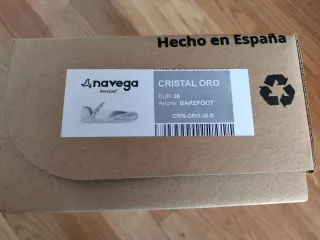 Hecho en España
navega
barefoot
CRISTAL ORO
EUR: 38
Ancho: BAREFOOT
CRIS-ORO-38-B